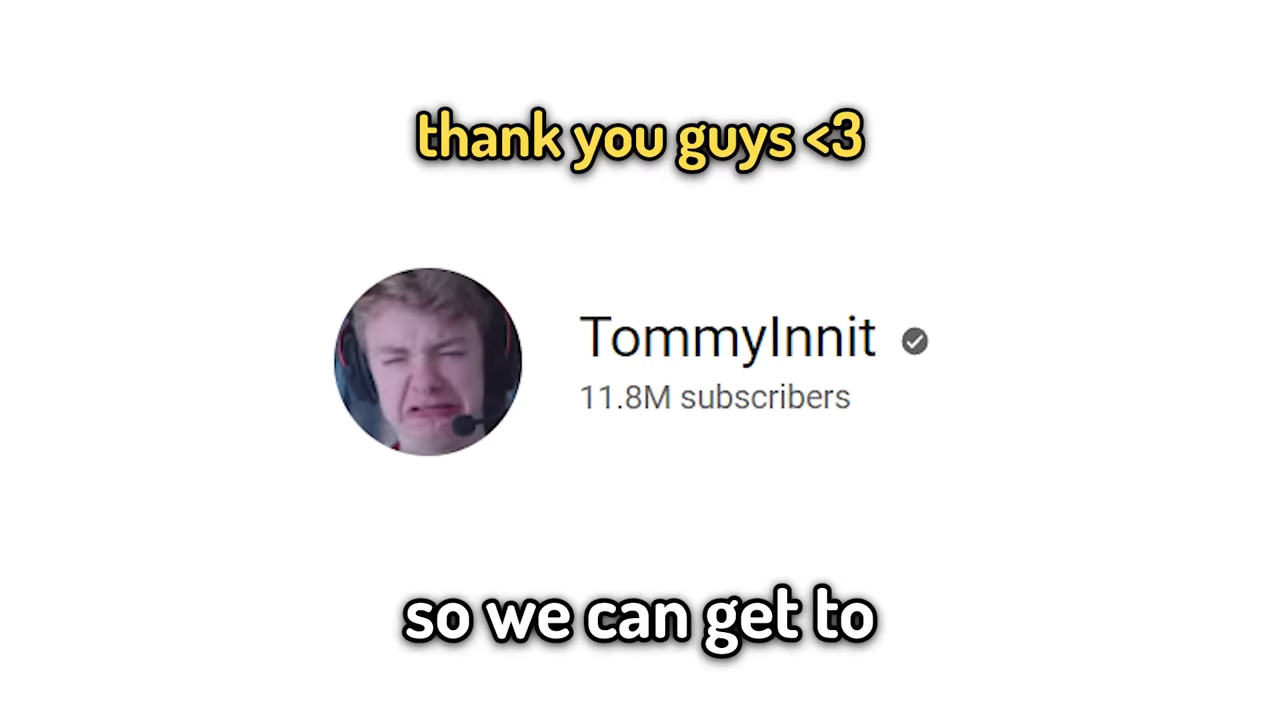 thank you guys <3
TommyInnit
11.8M subscribers
so we can get to